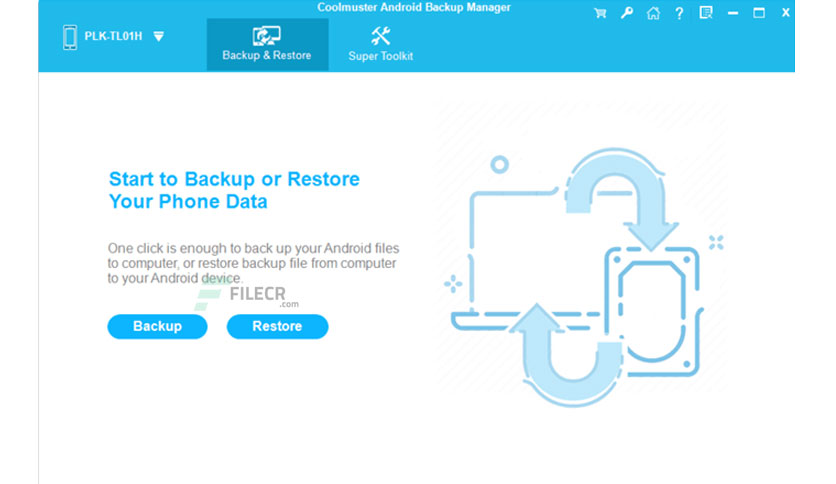 Coolmuster Android Backup Manager
PLK-TL01H
Backup & Restore
Super Toolkit
?
X
Start to Backup or Restore
Your Phone Data
One click is enough to back up your Android files
to computer, or restore backup file from computer
to your Android device.
FILECR
.com
Backup
Restore